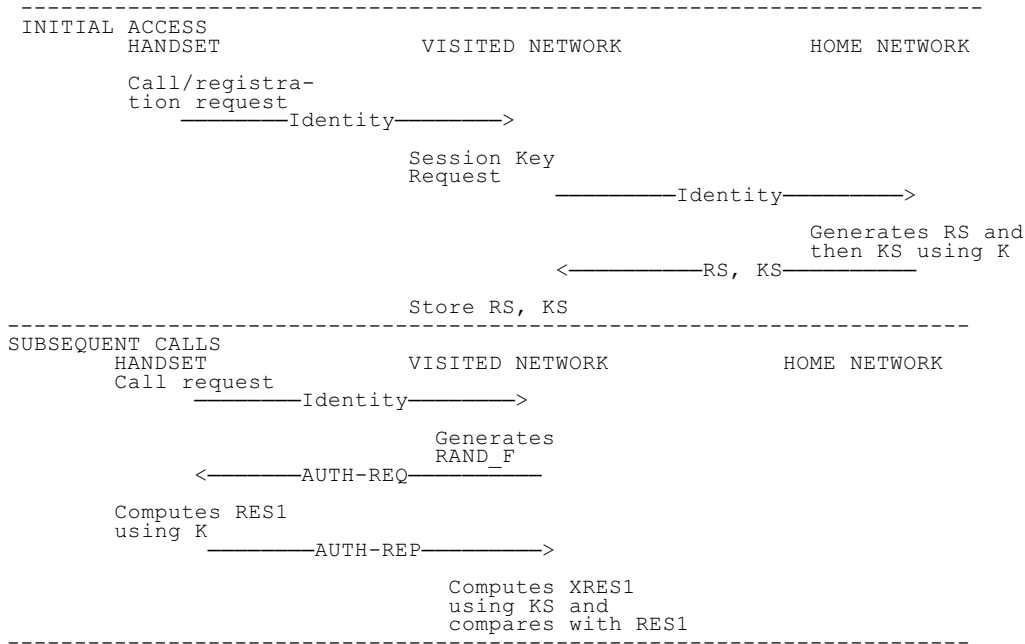 INITIAL ACCESS
HANDSET VISITED NETWORK HOME NETWORK
Call/registra-
tion request
Identity
Session Key
Request
Identity
Generates RS and
then KS using K
RS, KS
Store RS, KS
SUBSEQUENT CALLS
HANDSET VISITED NETWORK HOME NETWORK
Call request
Identity
Generates
RAND_F
AUTH-REQ
Computes RES1
using K
AUTH-REP
Computes XRES1
using KS and
compares with RES1